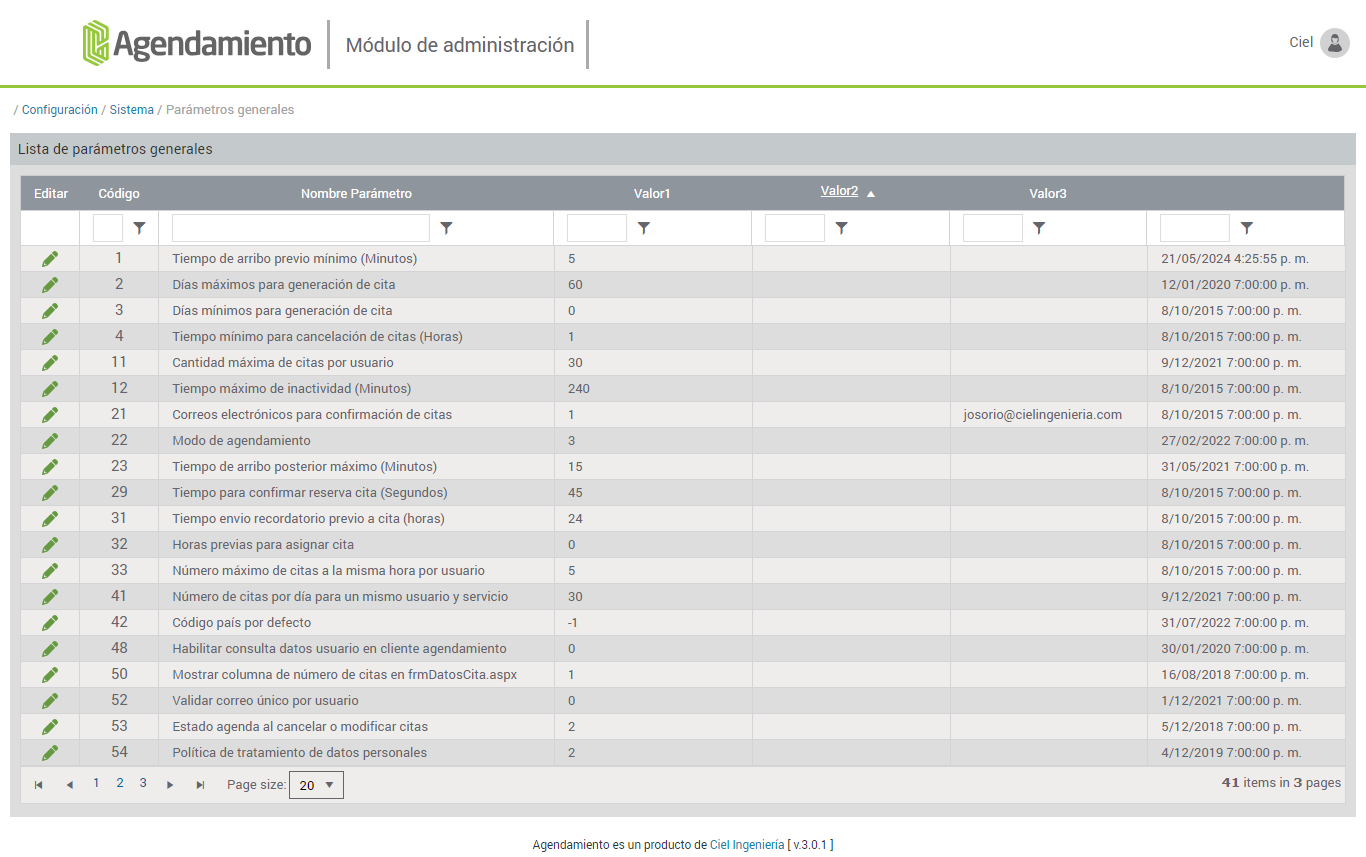 Agendamiento Módulo de administración Ciel
/ Configuración / Sistema / Parámetros generales
Lista de parámetros generales
Editar Código Nombre Parámetro Valor1 Valor2 Valor3
1 Tiempo de arribo previo mínimo (Minutos) 5 21/05/2024 4:25:55 p. m.
2 Días máximos para generación de cita 60 12/01/2020 7:00:00 p. m.
3 Días mínimos para generación de cita 0 8/10/2015 7:00:00 p. m.
4 Tiempo mínimo para cancelación de citas (Horas) 1 8/10/2015 7:00:00 p. m.
11 Cantidad máxima de citas por usuario 30 9/12/2021 7:00:00 p. m.
12 Tiempo máximo de inactividad (Minutos) 240 8/10/2015 7:00:00 p. m.
21 Correos electrónicos para confirmación de citas 1 josorio@cielingenieria.com 8/10/2015 7:00:00 p. m.
22 Modo de agendamiento 3 27/02/2022 7:00:00 p. m.
23 Tiempo de arribo posterior máximo (Minutos) 15 31/05/2021 7:00:00 p. m.
29 Tiempo para confirmar reserva cita (Segundos) 45 8/10/2015 7:00:00 p. m.
31 Tiempo envio recordatorio previo a cita (horas) 24 8/10/2015 7:00:00 p. m.
32 Horas previas para asignar cita 0 8/10/2015 7:00:00 p. m.
33 Número máximo de citas a la misma hora por usuario 5 8/10/2015 7:00:00 p. m.
41 Número de citas por día para un mismo usuario y servicio 30 9/12/2021 7:00:00 p. m.
42 Código país por defecto -1 31/07/2022 7:00:00 p. m.
48 Habilitar consulta datos usuario en cliente agendamiento 0 30/01/2020 7:00:00 p. m.
50 Mostrar columna de número de citas en frmDatosCita.aspx 1 16/08/2018 7:00:00 p. m.
52 Validar correo único por usuario 0 1/12/2021 7:00:00 p. m.
53 Estado agenda al cancelar o modificar citas 2 5/12/2018 7:00:00 p. m.
54 Política de tratamiento de datos personales 2 4/12/2019 7:00:00 p. m.
1 2 3 Page size: 20 41 items in 3 pages
Agendamiento es un producto de Ciel Ingeniería [ v.3.0.1 ]